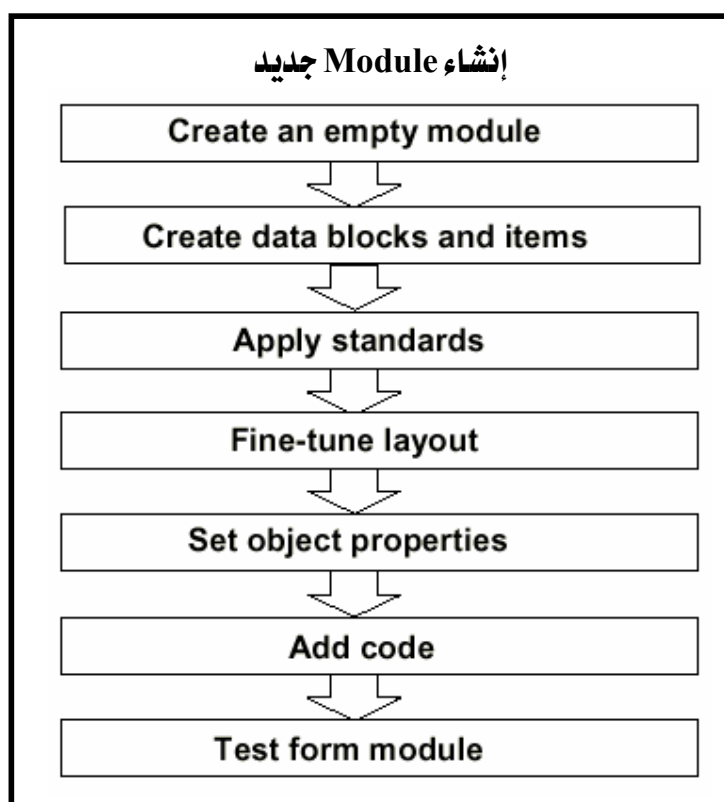 إنشاء Module جديد
Create an empty module
Create data blocks and items
Apply standards
Fine-tune layout
Set object properties
Add code
Test form module